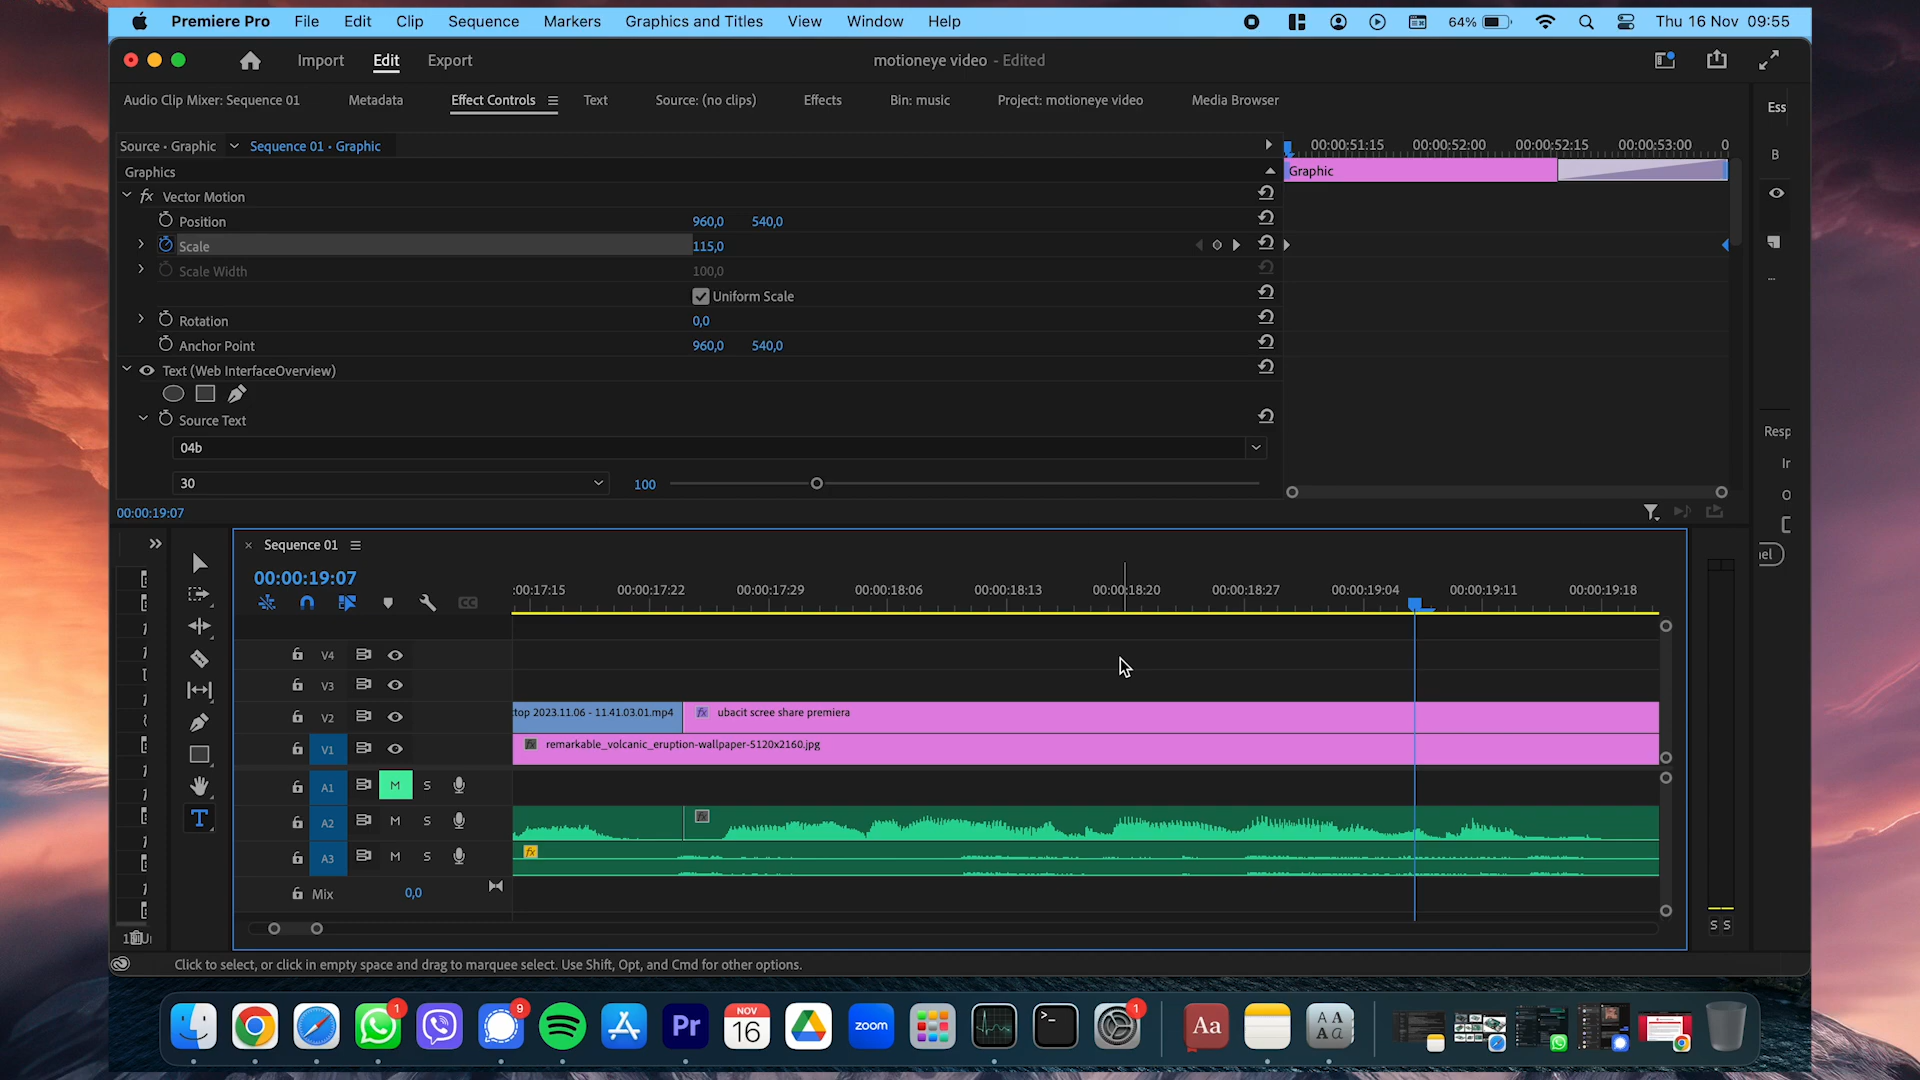 Premiere Pro File Edit Clip Sequence Markers Graphics and Titles View Window Help 64% Thu 16 Nov 09:55
Import Edit Export motioneye video - Edited
Audio Clip Mixer: Sequence 01 Metadata Effect Controls Text Source: (no clips) Effects Bin: music Project: motioneye video Media Browser Ess
Source • Graphic Sequence 01 • Graphic 00:00:51:15 00:00:52:00 00:00:52:15 00:00:53:00 0
B
Graphics Graphic
fx Vector Motion
Position 960,0 540,0
Scale 115,0
Scale Width 100,0
Uniform Scale
Rotation 0,0
Anchor Point 960,0 540,0
Text (Web InterfaceOverview)
Source Text
Resp
04b
Ir
30 100
00:00:19:07
Sequence 01
00:00:19:07
:00:17:15 00:00:17:22 00:00:17:29 00:00:18:06 00:00:18:13 00:00:18:20 00:00:18:27 00:00:19:04 00:00:19:11 00:00:19:18
V4
V3
V2 top 2023.11.06 - 11.41.03.01.mp4 fx ubacit scree share premiera
V1 fx remarkable_volcanic_eruption-wallpaper-5120x2160.jpg
A1 M S
A2 M S fx
A3 M S fx
Mix 0,0
S S
Click to select, or click in empty space and drag to marquee select. Use Shift, Opt, and Cmd for other options.
1 9 Pr NOV 16 zoom >_ 1 Aa A A A a